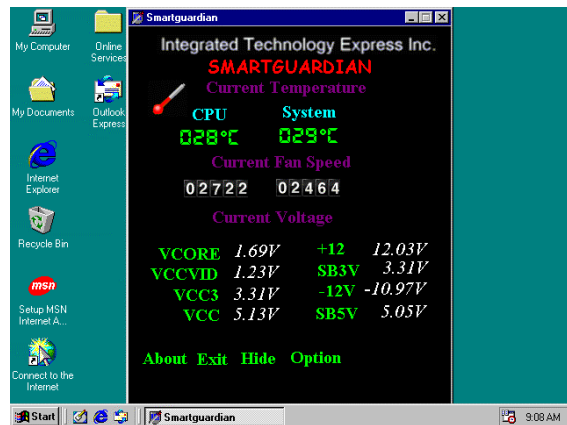 Smartguardian
My Computer
Online Services
My Documents
Outlook Express
Internet Explorer
Recycle Bin
msn
Setup MSN Internet A...
Connect to the Internet
Integrated Technology Express Inc.
SMARTGUARDIAN
Current Temperature
CPU System
028°C 029°C
Current Fan Speed
02722 02464
Current Voltage
VCORE 1.69V +12 12.03V
VCCVID 1.23V SB3V 3.31V
VCC3 3.31V -12V -10.97V
VCC 5.13V SB5V 5.05V
About Exit Hide Option
Start Smartguardian 9:08 AM